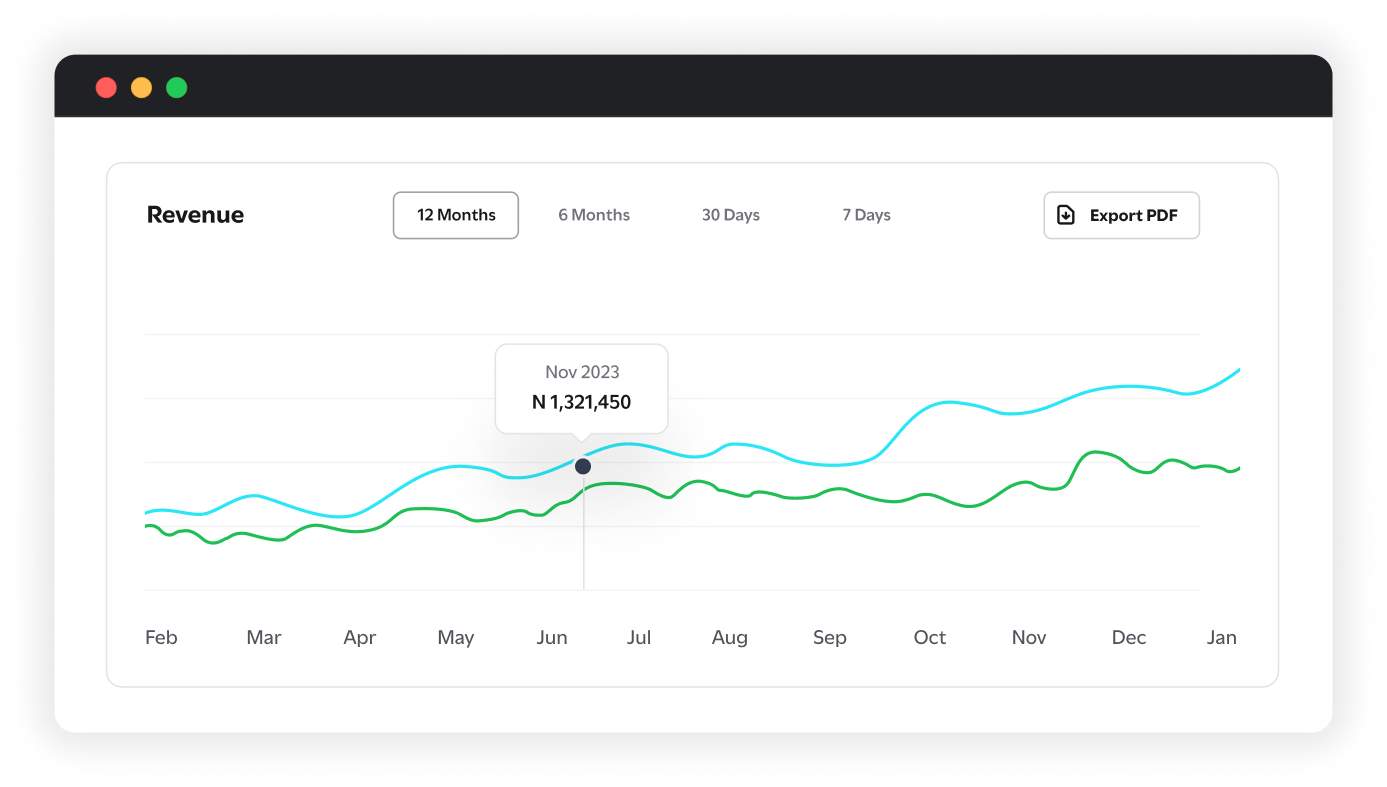 Revenue
12 Months
6 Months
30 Days
7 Days
Export PDF
Nov 2023
N 1,321,450
Feb Mar Apr May Jun Jul Aug Sep Oct Nov Dec Jan